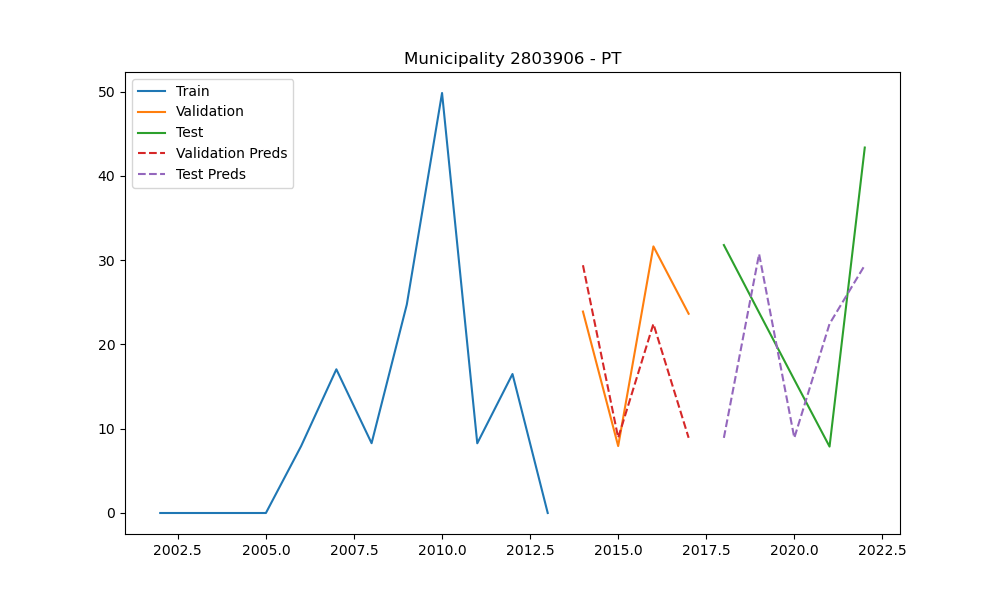 Municipality 2803906 - PT
Train
Validation
Test
Validation Preds
Test Preds
50
40
30
20
10
0
2002.5 2005.0 2007.5 2010.0 2012.5 2015.0 2017.5 2020.0 2022.5